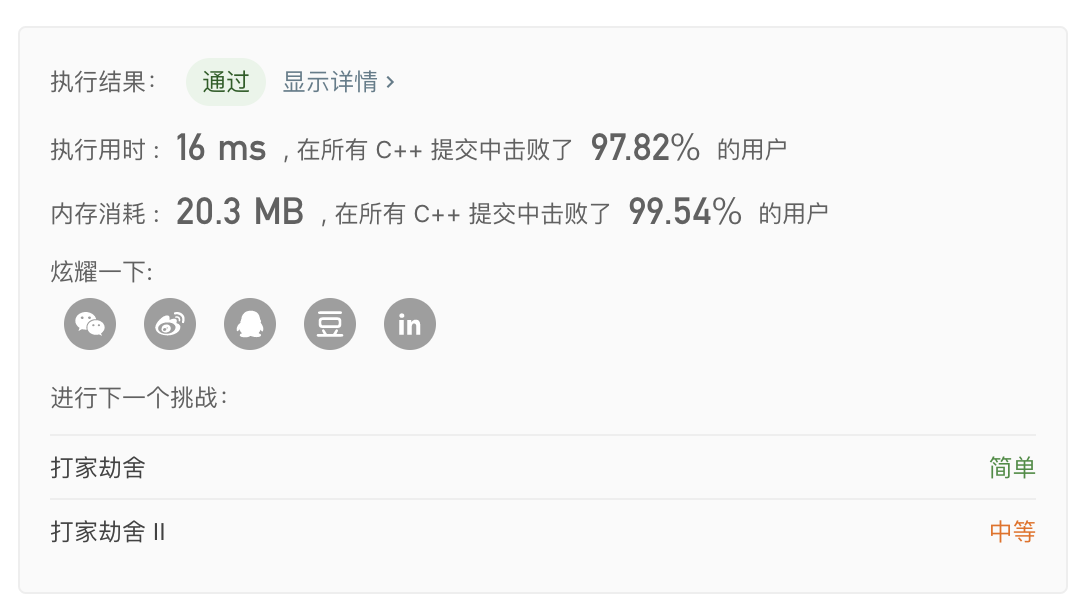 执行结果： 通过 显示详情 >
执行用时 : 16 ms , 在所有 C++ 提交中击败了 97.82% 的用户
内存消耗 : 20.3 MB , 在所有 C++ 提交中击败了 99.54% 的用户
炫耀一下:
豆 in
进行下一个挑战：
打家劫舍 简单
打家劫舍 II 中等